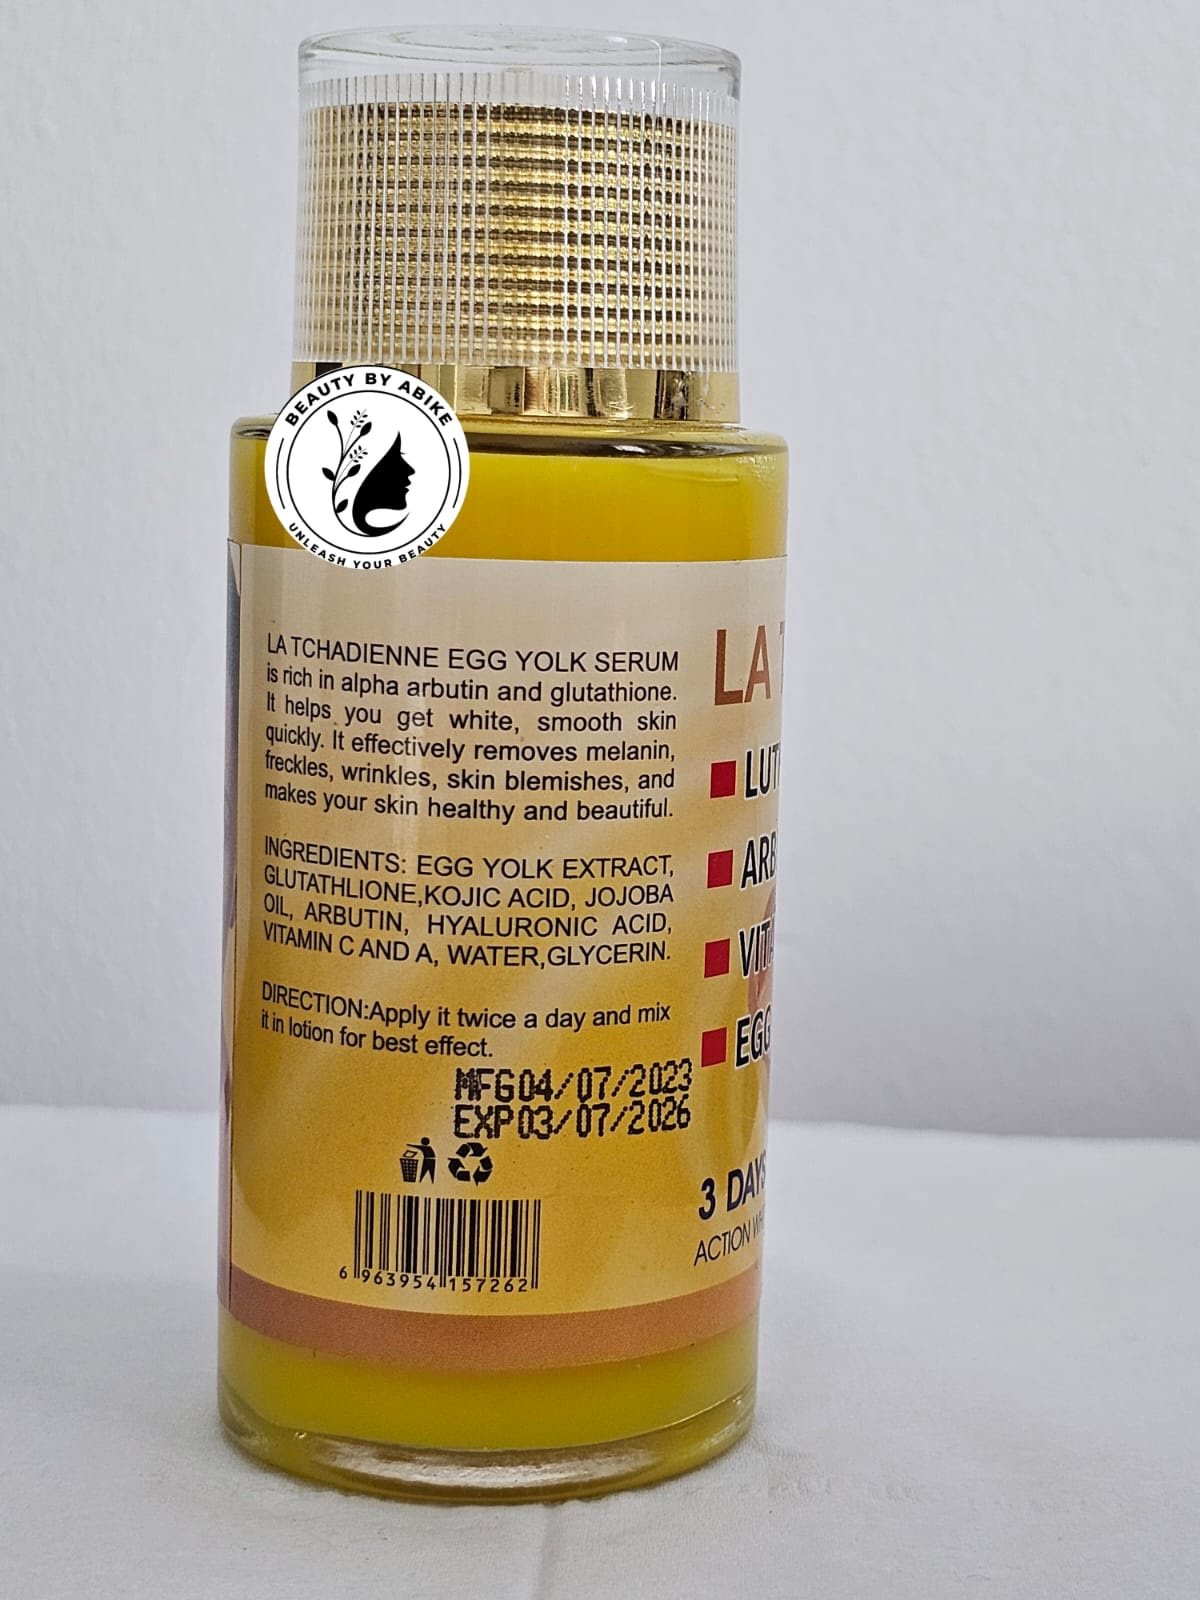 BEAUTY BY ABIKE
UNLEASH YOUR BEAUTY
LA TCHADIENNE EGG YOLK SERUM
is rich in alpha arbutin and glutathione.
It helps you get white, smooth skin
quickly. It effectively removes melanin,
freckles, wrinkles, skin blemishes, and
makes your skin healthy and beautiful.
INGREDIENTS: EGG YOLK EXTRACT,
GLUTATHLIONE,KOJIC ACID, JOJOBA
OIL, ARBUTIN, HYALURONIC ACID,
VITAMIN C AND A, WATER,GLYCERIN.
DIRECTION:Apply it twice a day and mix
it in lotion for best effect.
MFG04/07/2023
EXP03/07/2026
6 963954 157262
LA
EGG
3 DAYS
ACTION